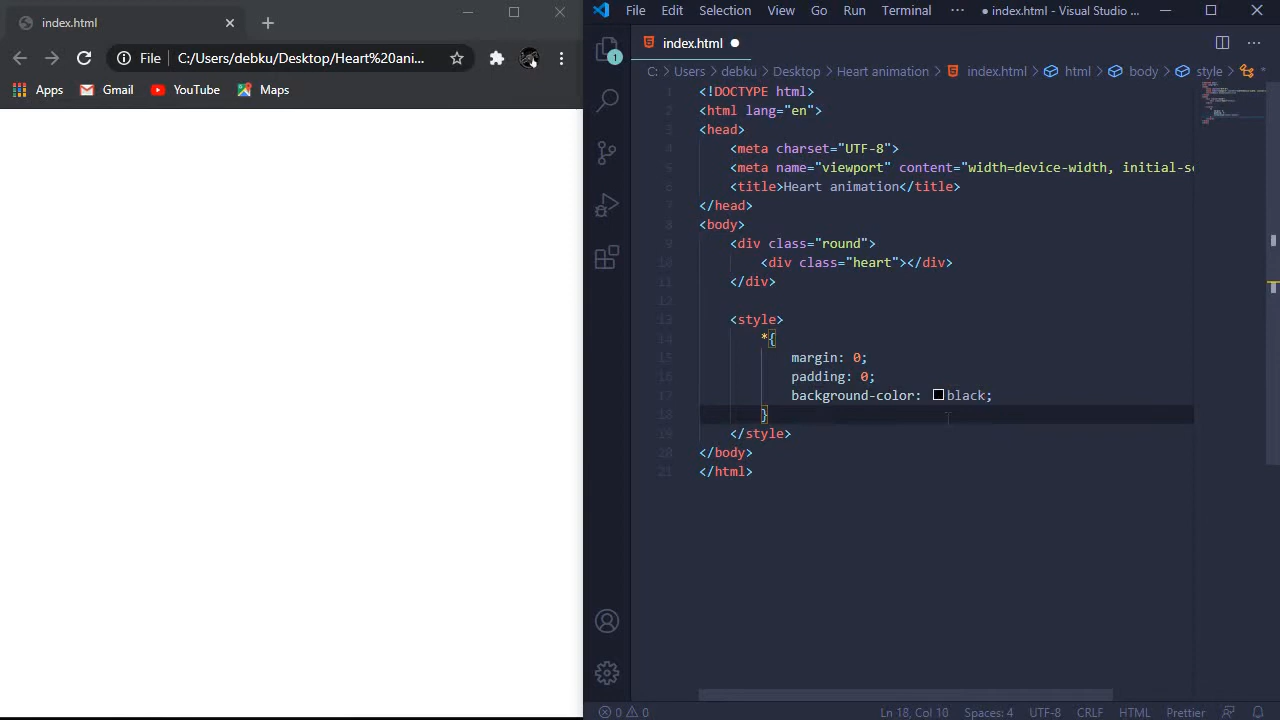 index.html
File C:/Users/debku/Desktop/Heart%20ani...
Apps Gmail YouTube Maps
File Edit Selection View Go Run Terminal ··· ● index.html - Visual Studio ...
1
index.html
C: > Users > debku > Desktop > Heart animation > index.html > html > body > style >
1 <!DOCTYPE html>
2 <html lang="en">
3 <head>
4 <meta charset="UTF-8">
5 <meta name="viewport" content="width=device-width, initial-sc
6 <title>Heart animation</title>
7 </head>
8 <body>
9 <div class="round">
10 <div class="heart"></div>
11 </div>
12
13 <style>
14 *{
15 margin: 0;
16 padding: 0;
17 background-color: black;
18 }
19 </style>
20 </body>
21 </html>
0 0 Ln 18, Col 10 Spaces: 4 UTF-8 CRLF HTML Prettier